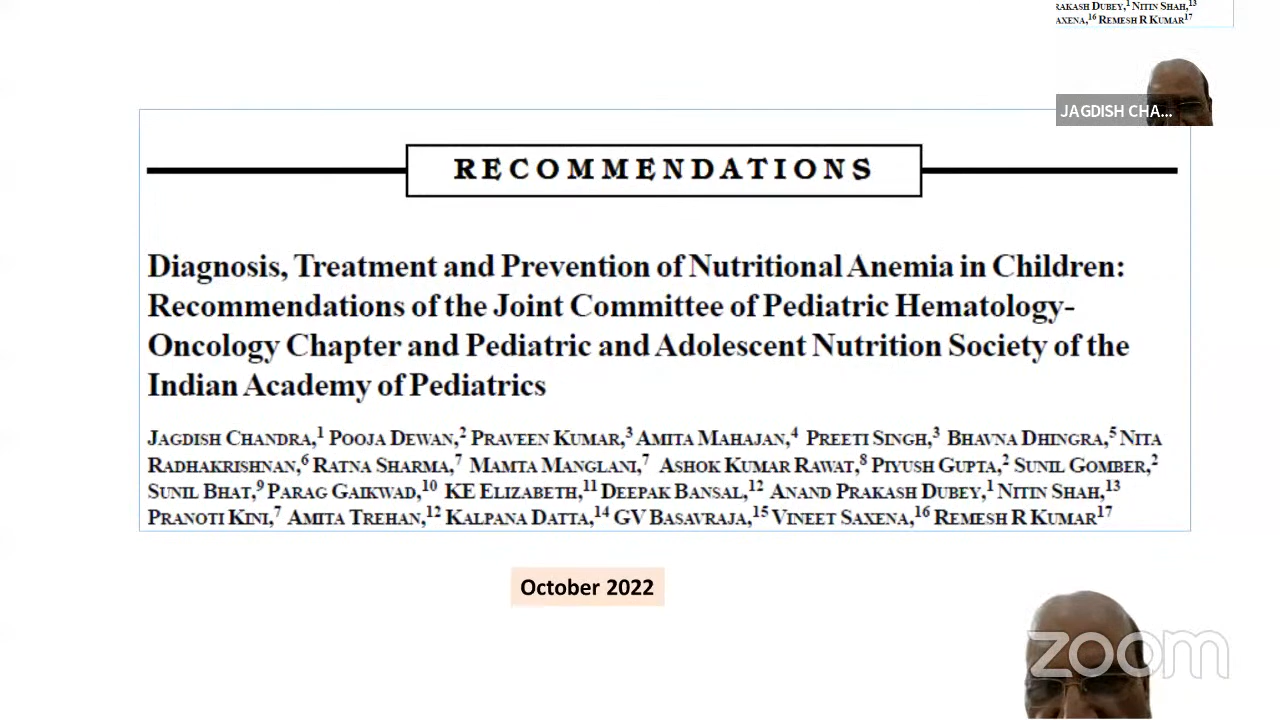 RAKASH DUBEY,1 NITIN SHAH,13
AXENA,16 REMESH R KUMAR17
JAGDISH CHA...
RECOMMENDATIONS
Diagnosis, Treatment and Prevention of Nutritional Anemia in Children:
Recommendations of the Joint Committee of Pediatric Hematology-
Oncology Chapter and Pediatric and Adolescent Nutrition Society of the
Indian Academy of Pediatrics
JAGDISH CHANDRA,1 POOJA DEWAN,2 PRAVEEN KUMAR,3 AMITA MAHAJAN,4 PREETI SINGH,3 BHAVNA DHINGRA,5 NITA
RADHAKRISHNAN,6 RATNA SHARMA,7 MAMTA MANGLANI,7 ASHOK KUMAR RAWAT,8 PIYUSH GUPTA,2 SUNIL GOMBER,2
SUNIL BHAT,9 PARAG GAIKWAD,10 KE ELIZABETH,11 DEEPAK BANSAL,12 ANAND PRAKASH DUBEY,1 NITIN SHAH,13
PRANOTI KINI,7 AMITA TREHAN,12 KALPANA DATTA,14 GV BASAVRAJA,15 VINEET SAXENA,16 REMESH R KUMAR17
October 2022
zoom